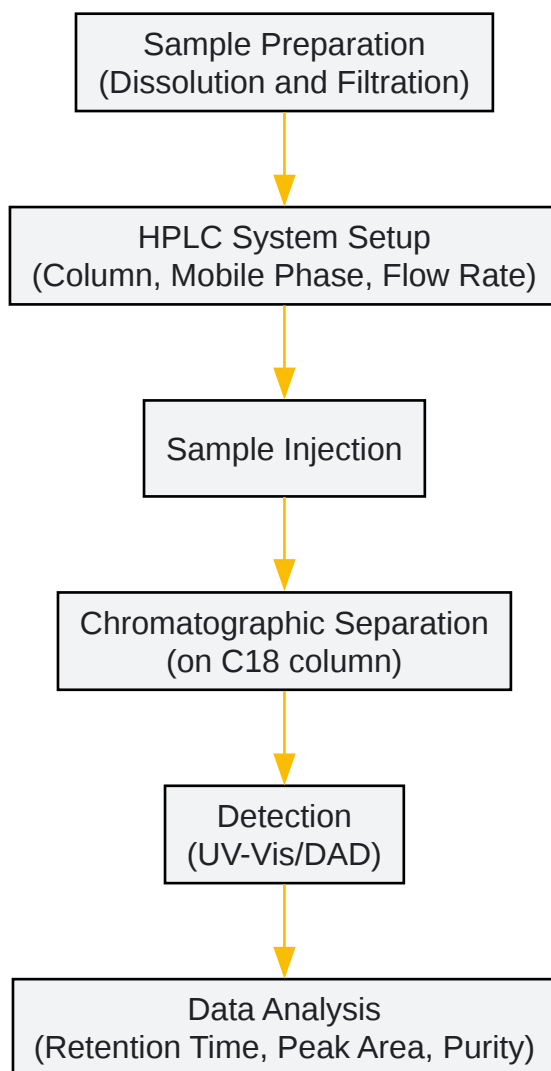 Sample Preparation
(Dissolution and Filtration)
HPLC System Setup
(Column, Mobile Phase, Flow Rate)
Sample Injection
Chromatographic Separation
(on C18 column)
Detection
(UV-Vis/DAD)
Data Analysis
(Retention Time, Peak Area, Purity)